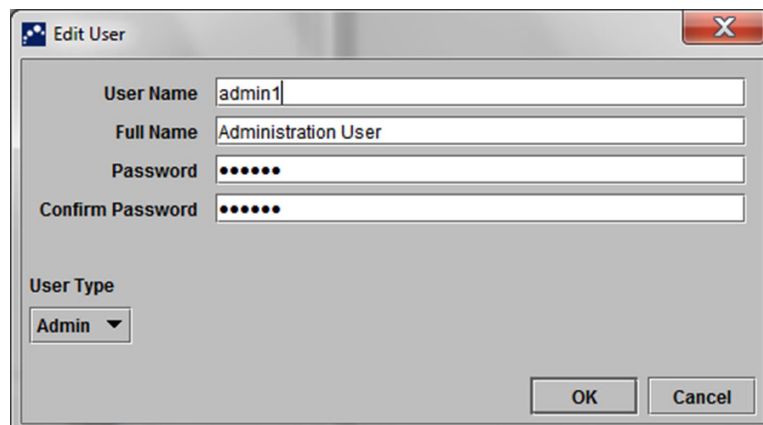 Edit User
User Name admin1
Full Name Administration User
Password ••••••
Confirm Password ••••••
User Type
Admin
OK Cancel